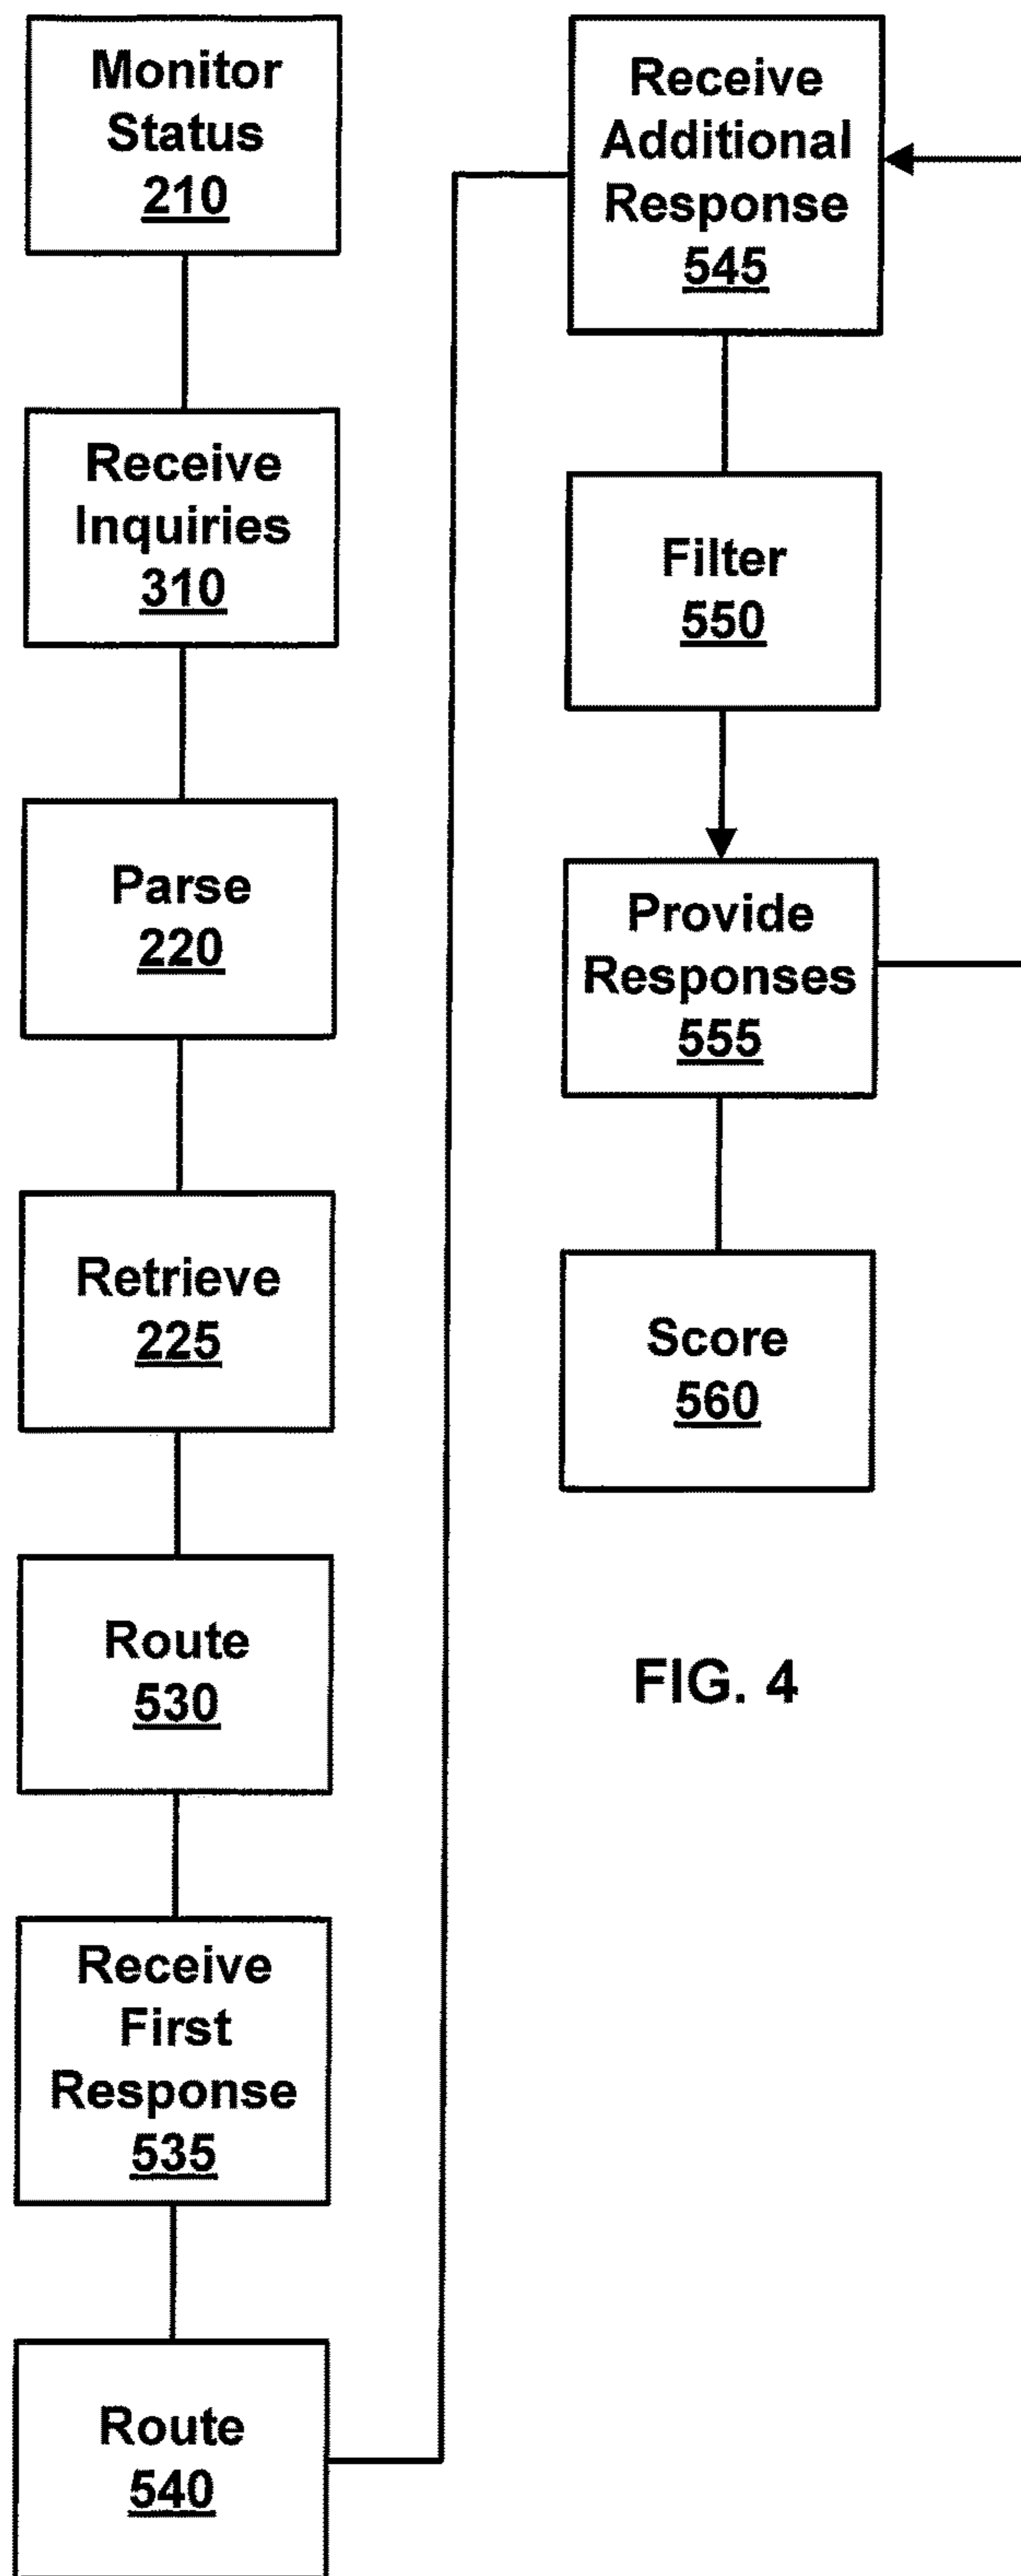 Monitor
Status
210
Receive
Inquiries
310
Parse
220
Retrieve
225
Route
530
Receive
First
Response
535
Route
540
Receive
Additional
Response
545
Filter
550
Provide
Responses
555
Score
560
FIG. 4